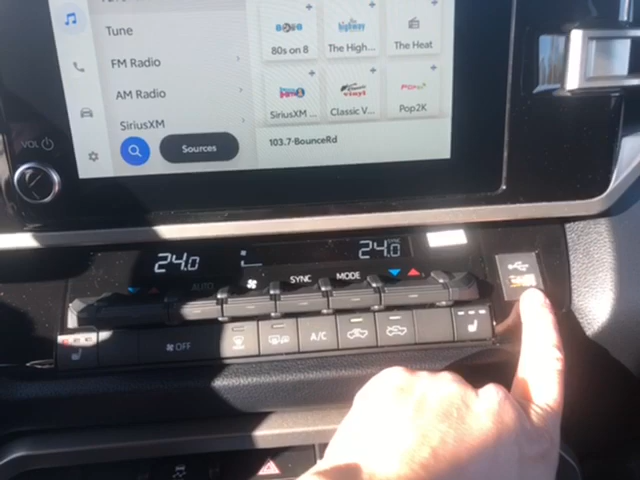 Tune
FM Radio
AM Radio
SiriusXM
Sources
80s on 8
The High...
The Heat
SiriusXM ...
Classic V...
Pop2K
103.7·BounceRd
VOL
24.0
24.0
AUTO
SYNC
MODE
OFF
A/C